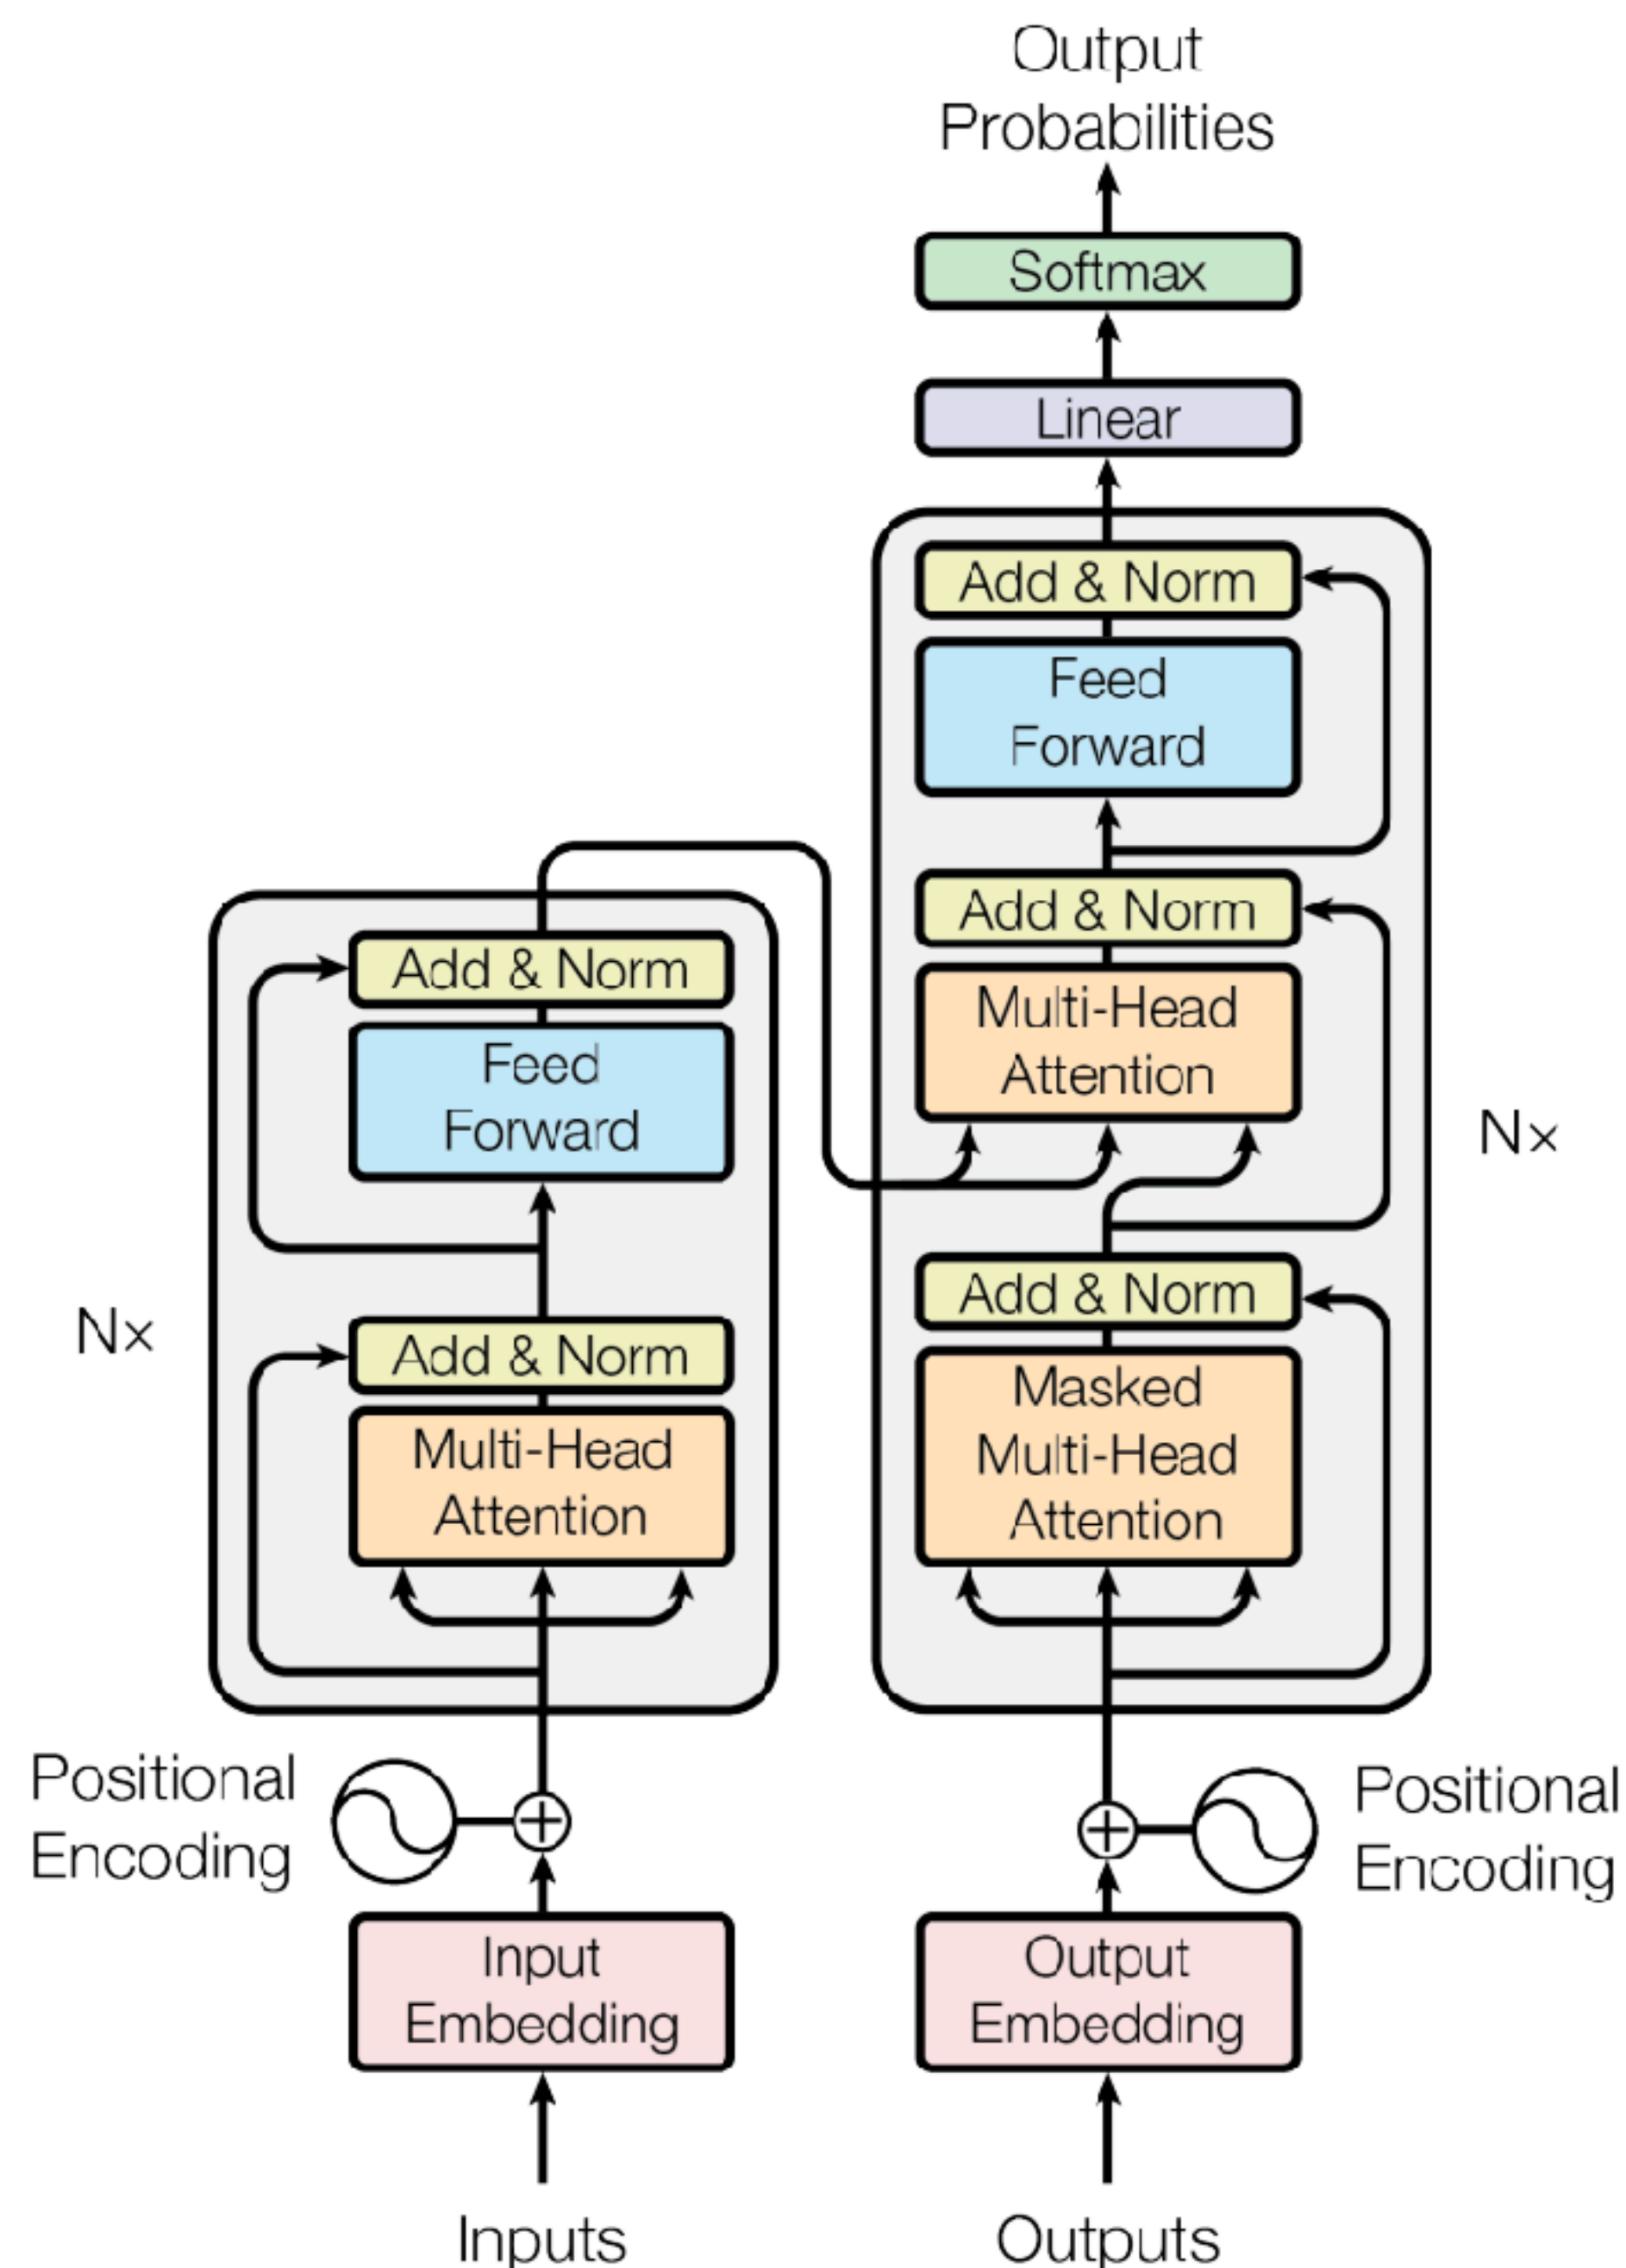 Output
Probabilities
Softmax
Linear
Add & Norm
Feed
Forward
Add & Norm
Multi-Head
Attention
Add & Norm
Masked
Multi-Head
Attention
Nx
Add & Norm
Feed
Forward
Add & Norm
Multi-Head
Attention
Nx
Positional
Encoding
Positional
Encoding
Input
Embedding
Output
Embedding
Inputs
Outputs